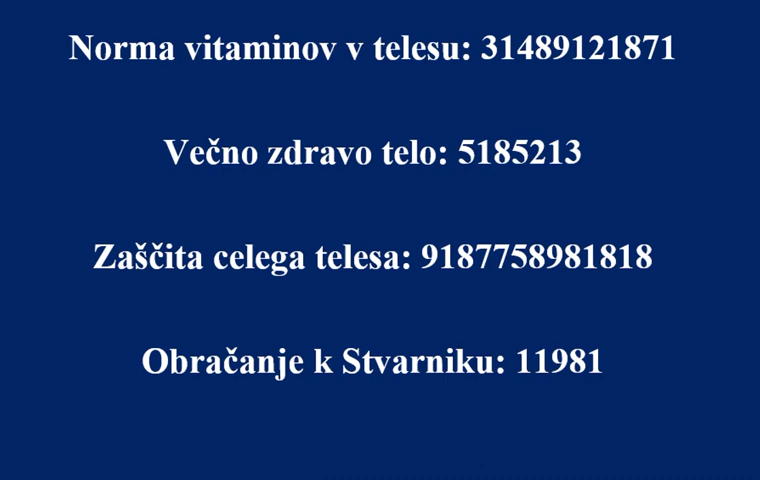 Norma vitaminov v telesu: 31489121871
Večno zdravo telo: 5185213
Zaščita celega telesa: 9187758981818
Obračanje k Stvarniku: 11981